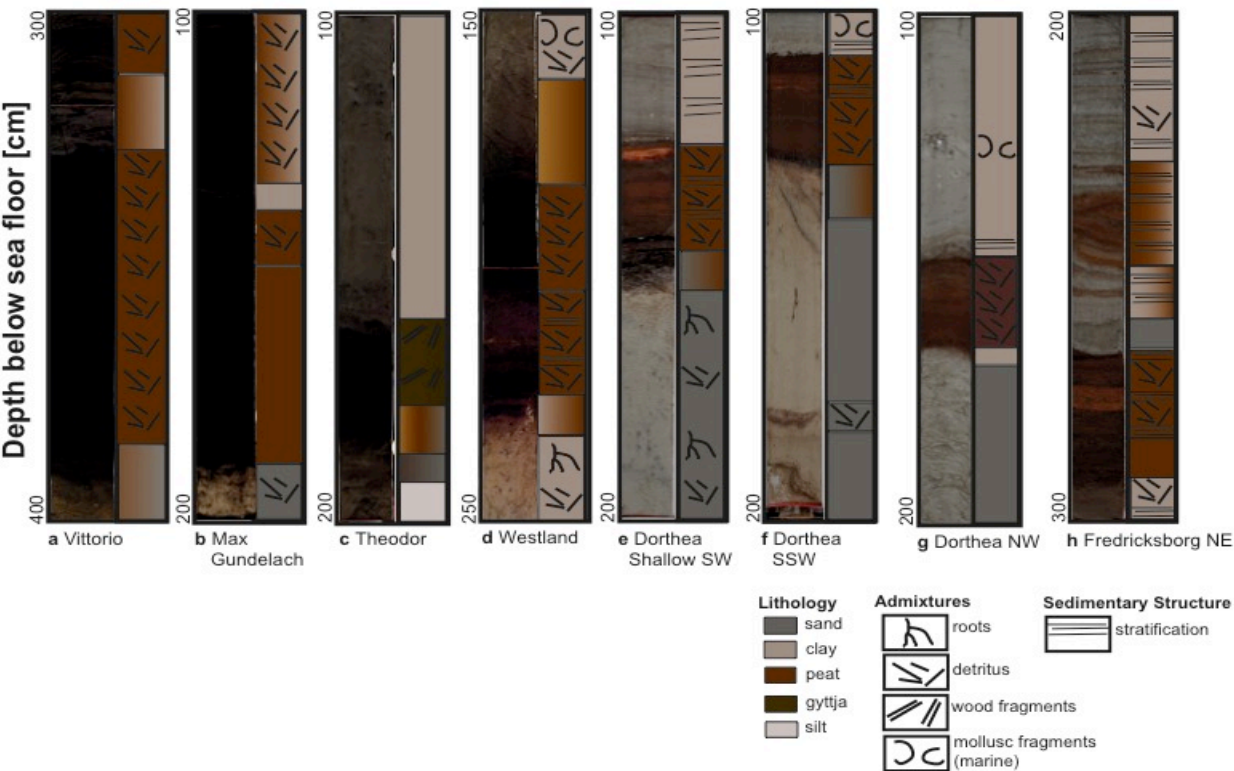 Depth below sea floor [cm]
300
400
100
200
100
200
150
250
100
200
100
200
100
200
200
300
a Vittorio
b Max
Gundelach
c Theodor
d Westland
e Dorthea
Shallow SW
f Dorthea
SSW
g Dorthea NW
h Fredricksborg NE
Lithology
sand
clay
peat
gyttja
silt
Admixtures
roots
detritus
wood fragments
mollusc fragments
(marine)
Sedimentary Structure
stratification